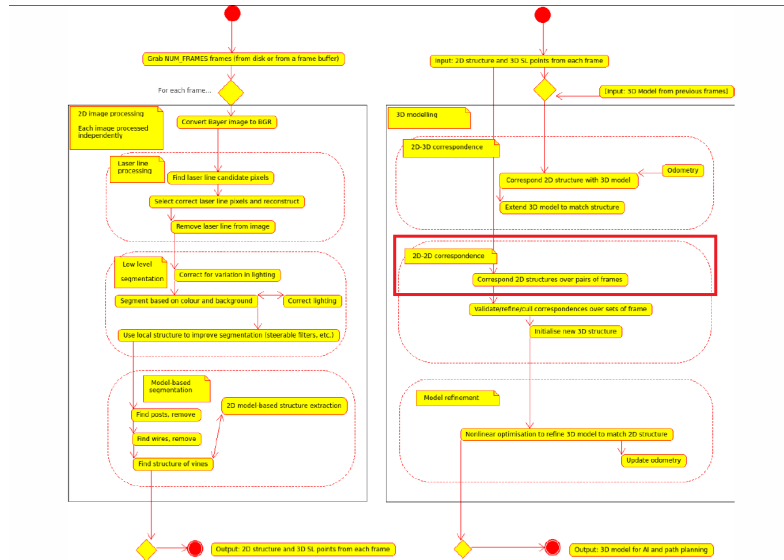 Grab NUM_FRAMES frames (from disk or from a frame buffer)
For each frame...
2D image processing
Each image processed
independently
Convert Bayer image to BGR
Laser line
processing
Find laser line candidate pixels
Select correct laser line pixels and reconstruct
Remove laser line from image
Low level
segmentation
Correct for variation in lighting
Segment based on colour and background
Correct lighting
Use local structure to improve segmentation (steerable filters, etc.)
Model-based
segmentation
2D model-based structure extraction
Find posts, remove
Find wires, remove
Find structure of vines
Output: 2D structure and 3D SL points from each frame
Input: 2D structure and 3D SL points from each frame
[Input: 3D Model from previous frames]
3D modelling
2D-3D correspondence
Odometry
Correspond 2D structure with 3D model
Extend 3D model to match structure
2D-2D correspondence
Correspond 2D structures over pairs of frames
Validate/refine/cull correspondences over sets of frame
Initialise new 3D structure
Model refinement
Nonlinear optimisation to refine 3D model to match 2D structure
Update odometry
Output: 3D model for AI and path planning